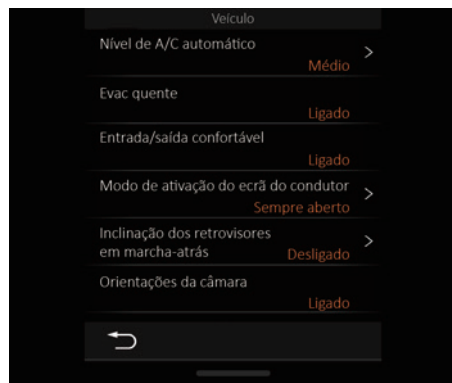 Veículo
Nível de A/C automático
Médio
Evac quente
Ligado
Entrada/saída confortável
Ligado
Modo de ativação do ecrã do condutor
Sempre aberto
Inclinação dos retrovisores
em marcha-atrás
Desligado
Orientações da câmara
Ligado